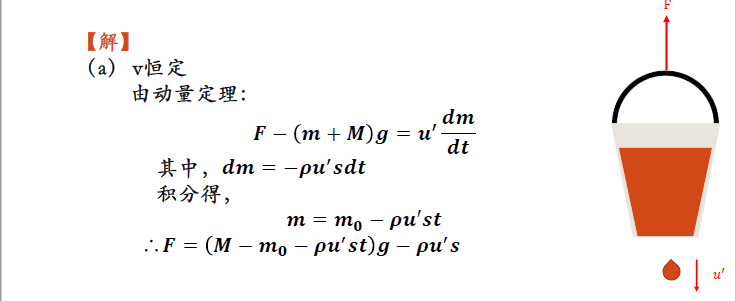 【解】
(a) v恒定
由动量定理:
F − (m + M)g = u′ dm/dt
其中，dm = −ρu′sdt
积分得，
m = m₀ − ρu′st
∴F = (M − m₀ − ρu′st)g − ρu′s
F
u′